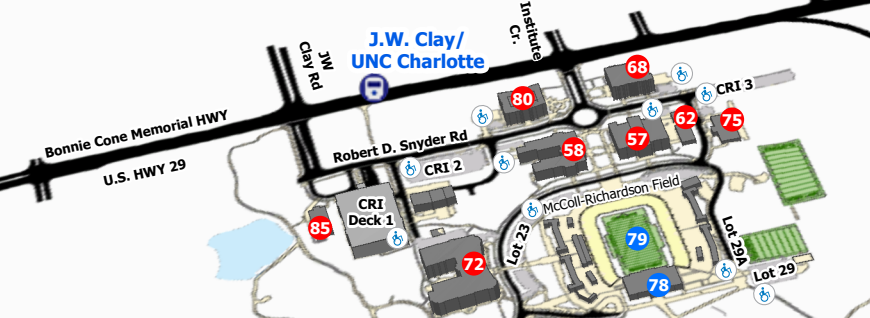 J.W. Clay/
UNC Charlotte
JW
Clay Rd
Institute
Cr.
68
80
CRI 3
62
75
57
58
Bonnie Cone Memorial HWY
U.S. HWY 29
Robert D. Snyder Rd
CRI 2
McColl-Richardson Field
CRI
Deck 1
85
72
Lot 23
79
78
Lot 29A
Lot 29